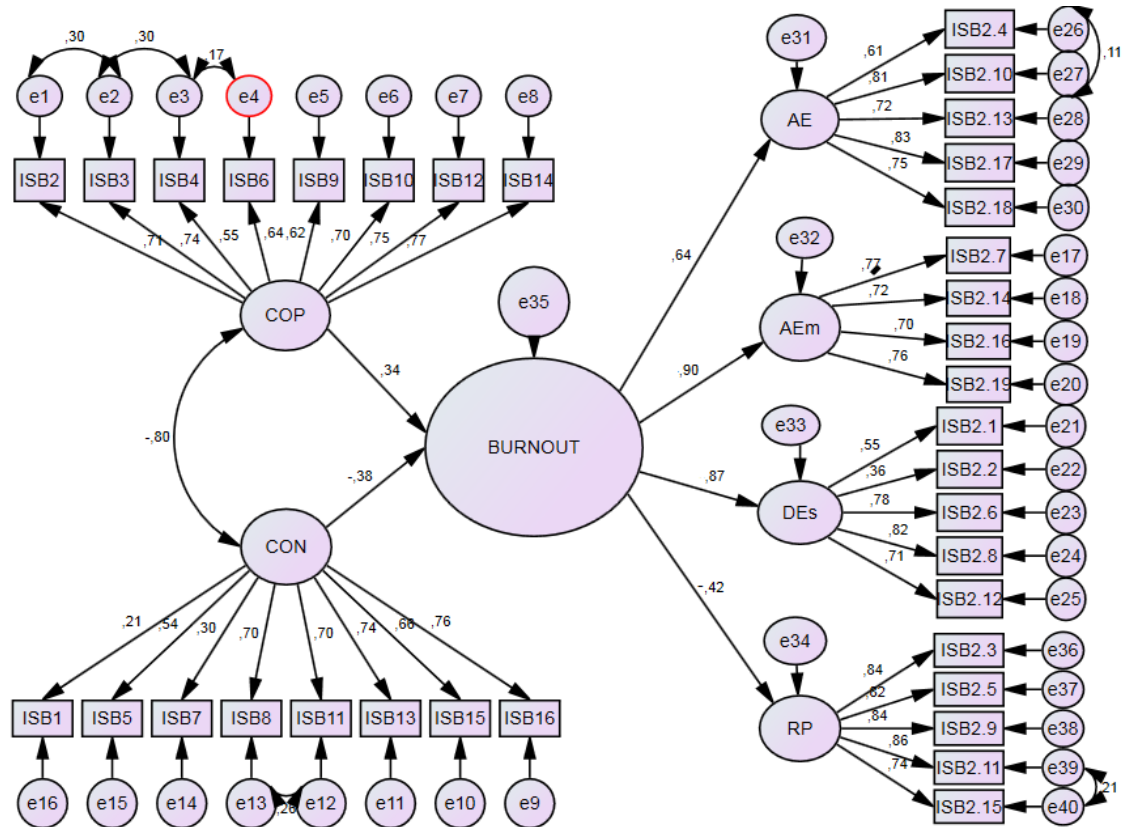 ,30 ,30 ,17
e1 e2 e3 e4 e5 e6 e7 e8
ISB2 ISB3 ISB4 ISB6 ISB9 ISB10 ISB12 ISB14
,71 ,74 ,55 ,64 ,62 ,70 ,75 ,77
COP
-,80
,34
-,38
CON
,21 ,54 ,30 ,70 ,70 ,74 ,66 ,76
ISB1 ISB5 ISB7 ISB8 ISB11 ISB13 ISB15 ISB16
e16 e15 e14 e13 e12 e11 e10 e9
e35
BURNOUT
,64
,90
,87
-,42
e31
AE
,61 ISB2.4 e26
,81 ISB2.10 e27
,72 ISB2.13 e28
,83 ISB2.17 e29
,75 ISB2.18 e30
,11
e32
AEm
,77 ISB2.7 e17
,72 SB2.14 e18
,70 ISB2.16 e19
,76 SB2.19 e20
e33
DEs
,55 ISB2.1 e21
,36 ISB2.2 e22
,78 ISB2.6 e23
,82 ISB2.8 e24
,71 ISB2.12 e25
e34
RP
,84 ISB2.3 e36
ISB2.5 e37
,84 ISB2.9 e38
,86 ISB2.11 e39
,74 ISB2.15 e40
,21